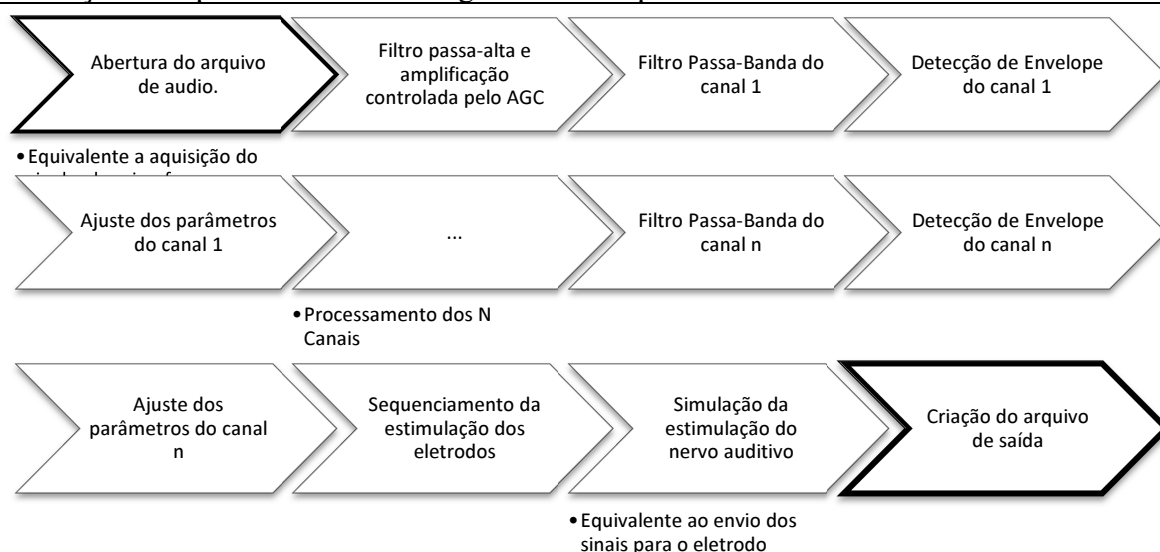 Abertura do arquivo
de audio.
Filtro passa-alta e
amplificação
controlada pelo AGC
Filtro Passa-Banda do
canal 1
Detecção de Envelope
do canal 1
•Equivalente a aquisição do
Ajuste dos parâmetros
do canal 1
...
Filtro Passa-Banda do
canal n
Detecção de Envelope
do canal n
•Processamento dos N
Canais
Ajuste dos
parâmetros do canal
n
Sequenciamento da
estimulação dos
eletrodos
Simulação da
estimulação do
nervo auditivo
Criação do arquivo
de saída
•Equivalente ao envio dos
sinais para o eletrodo